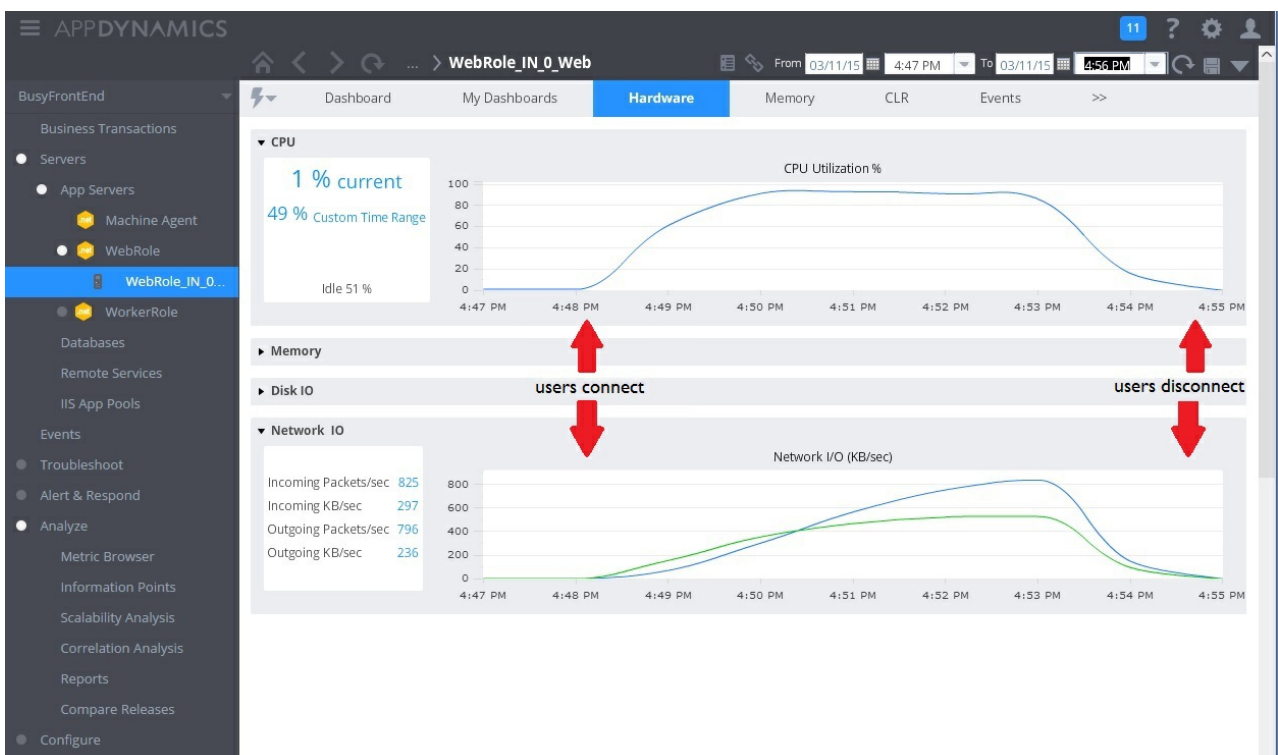 APPDYNAMICS
11 ?
... WebRole_IN_0_Web From 03/11/15 4:47 PM To 03/11/15 4:56 PM
BusyFrontEnd
Business Transactions
Servers
App Servers
Machine Agent
WebRole
WebRole_IN_0...
WorkerRole
Databases
Remote Services
IIS App Pools
Events
Troubleshoot
Alert & Respond
Analyze
Metric Browser
Information Points
Scalability Analysis
Correlation Analysis
Reports
Compare Releases
Configure
Dashboard My Dashboards Hardware Memory CLR Events >>
CPU
1 % current
49 % Custom Time Range
Idle 51 %
CPU Utilization %
100
80
60
40
20
0
4:47 PM 4:48 PM 4:49 PM 4:50 PM 4:51 PM 4:52 PM 4:53 PM 4:54 PM 4:55 PM
Memory
users connect users disconnect
Disk IO
Network IO
Incoming Packets/sec 825
Incoming KB/sec 297
Outgoing Packets/sec 796
Outgoing KB/sec 236
Network I/O (KB/sec)
800
600
400
200
0
4:47 PM 4:48 PM 4:49 PM 4:50 PM 4:51 PM 4:52 PM 4:53 PM 4:54 PM 4:55 PM